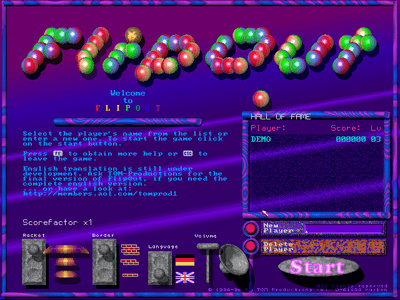 Welcome
to
FLIPOUT
Select the player's name from the list or
enter a new one. To start the game click
on the start button.
Press F1 to obtain more help or ESC to
leave the game.
English translation is still under
development. Ask TOM-Productions for the
final version of FlipOut, if you need the
complete english version.
...or have a look at:
http://members.aol.com/tomprod1
HALL OF FAME
Player: Score: Lv
DEMO 000000 03
Scorefactor x1
Rocket Border Language Volume
New
Player
Delete
Player
Start
TOM Productions